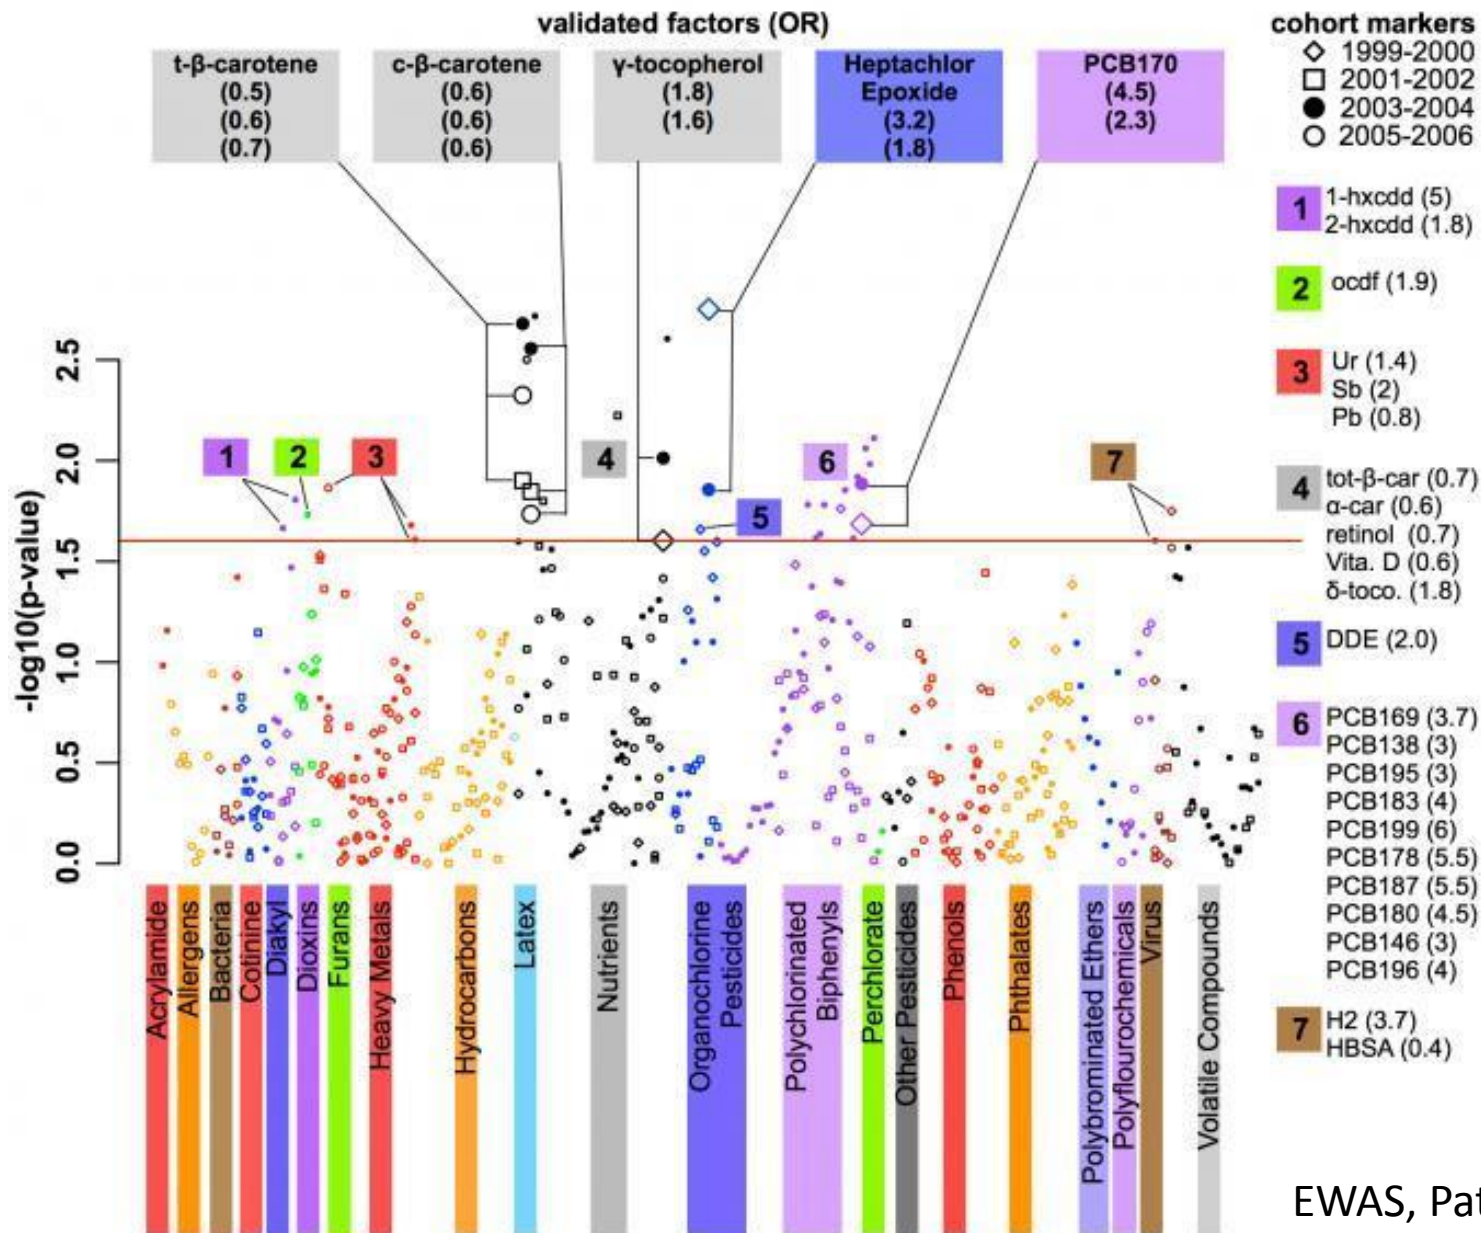 validated factors (OR)
t-β-carotene
(0.5)
(0.6)
(0.7)
c-β-carotene
(0.6)
(0.6)
(0.6)
γ-tocopherol
(1.8)
(1.6)
Heptachlor
Epoxide
(3.2)
(1.8)
PCB170
(4.5)
(2.3)
cohort markers
1999-2000
2001-2002
2003-2004
2005-2006
1
1-hxcdd (5)
2-hxcdd (1.8)
2
ocdf (1.9)
3
Ur (1.4)
Sb (2)
Pb (0.8)
4
tot-β-car (0.7)
α-car (0.6)
retinol (0.7)
Vita. D (0.6)
δ-toco. (1.8)
5
DDE (2.0)
6
PCB169 (3.7)
PCB138 (3)
PCB195 (3)
PCB183 (4)
PCB199 (6)
PCB178 (5.5)
PCB187 (5.5)
PCB180 (4.5)
PCB146 (3)
PCB196 (4)
7
H2 (3.7)
HBSA (0.4)
-log10(p-value)
2.5
2.0
1.5
1.0
0.5
0.0
1
2
3
4
5
6
7
Acrylamide
Allergens
Bacteria
Cotinine
Diakyl
Dioxins
Furans
Heavy Metals
Hydrocarbons
Latex
Nutrients
Organochlorine
Pesticides
Polychlorinated
Biphenyls
Perchlorate
Other Pesticides
Phenols
Phthalates
Polybrominated Ethers
Polyflourochemicals
Virus
Volatile Compounds
EWAS, Pat